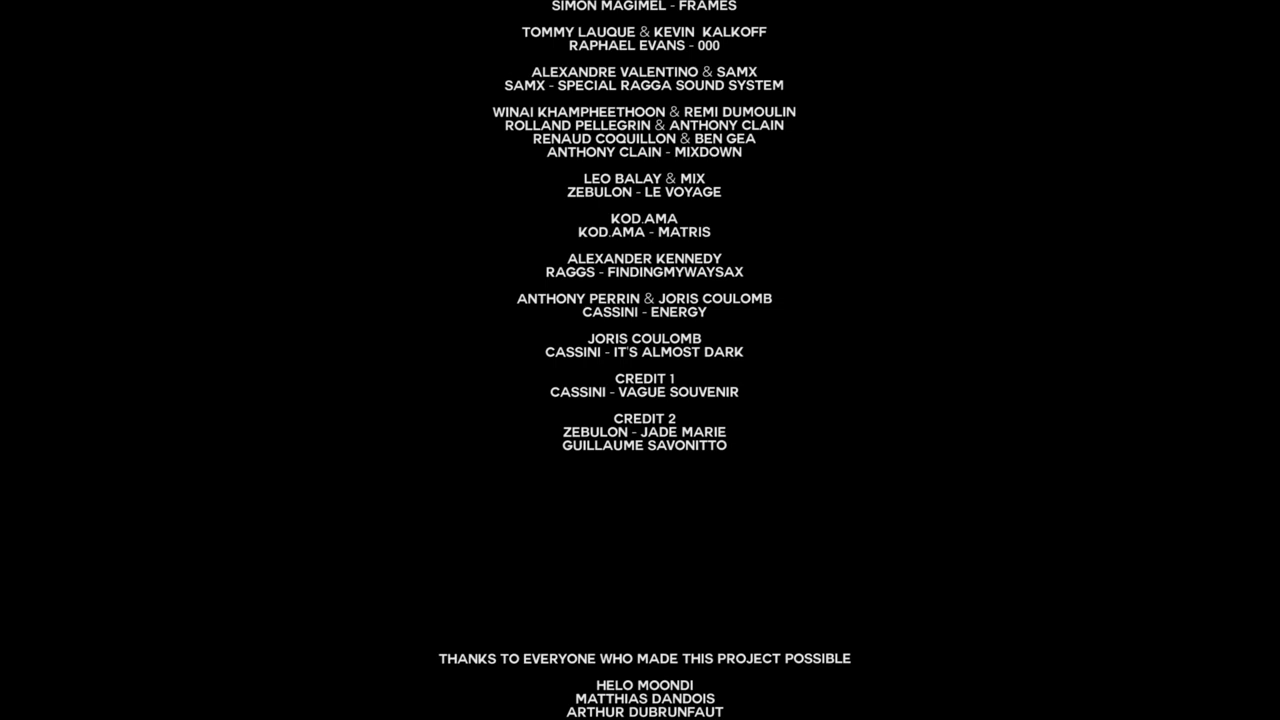 SIMON MAGIMEL - FRAMES
TOMMY LAUQUE & KEVIN KALKOFF
RAPHAEL EVANS - 000
ALEXANDRE VALENTINO & SAMX
SAMX - SPECIAL RAGGA SOUND SYSTEM
WINAI KHAMPHEETHOON & REMI DUMOULIN
ROLLAND PELLEGRIN & ANTHONY CLAIN
RENAUD COQUILLON & BEN GEA
ANTHONY CLAIN - MIXDOWN
LEO BALAY & MIX
ZEBULON - LE VOYAGE
KOD.AMA
KOD.AMA - MATRIS
ALEXANDER KENNEDY
RAGGS - FINDINGMYWAYSAX
ANTHONY PERRIN & JORIS COULOMB
CASSINI - ENERGY
JORIS COULOMB
CASSINI - IT'S ALMOST DARK
CREDIT 1
CASSINI - VAGUE SOUVENIR
CREDIT 2
ZEBULON - JADE MARIE
GUILLAUME SAVONITTO
THANKS TO EVERYONE WHO MADE THIS PROJECT POSSIBLE
HELO MOONDI
MATTHIAS DANDOIS
ARTHUR DUBRUNFAUT